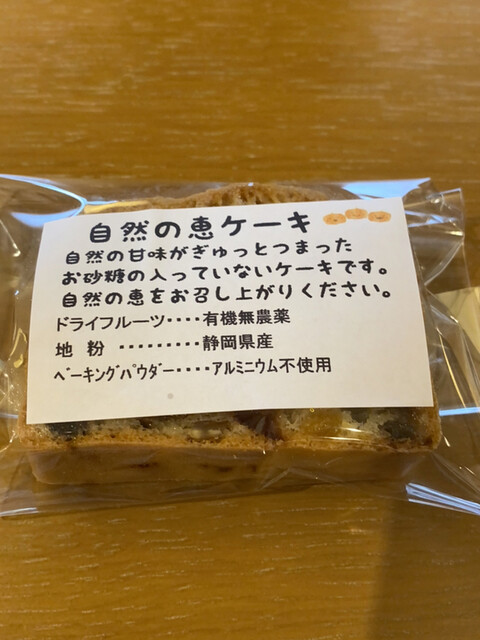 自然の恵ケーキ
自然の甘味がぎゅっとつまった
お砂糖の入っていないケーキです。
自然の恵をお召し上がりください。
ドライフルーツ‥‥有機無農薬
地 粉 ‥‥‥‥‥静岡県産
ﾍﾞｰｷﾝｸﾞﾊﾟｳﾀﾞｰ‥‥ｱﾙﾐﾆｳﾑ不使用